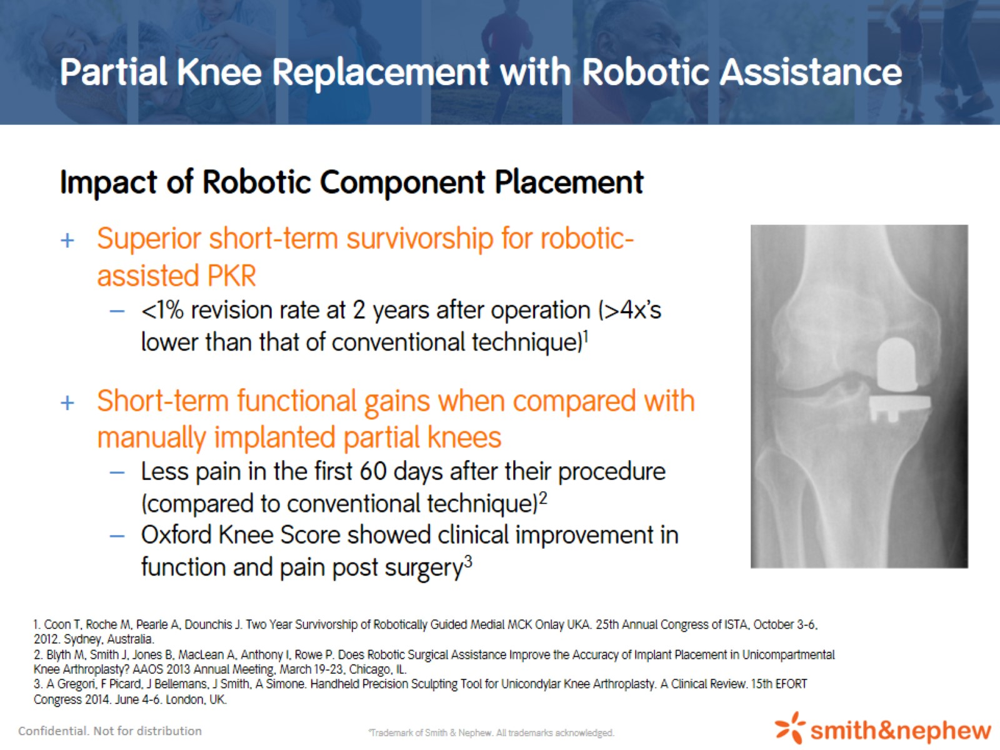 Partial Knee Replacement with Robotic Assistance
Impact of Robotic Component Placement
+ Superior short-term survivorship for robotic-
assisted PKR
– <1% revision rate at 2 years after operation (>4x's
lower than that of conventional technique)1
+ Short-term functional gains when compared with
manually implanted partial knees
– Less pain in the first 60 days after their procedure
(compared to conventional technique)2
– Oxford Knee Score showed clinical improvement in
function and pain post surgery3
1. Coon T, Roche M, Pearle A, Dounchis J. Two Year Survivorship of Robotically Guided Medial MCK Onlay UKA. 25th Annual Congress of ISTA, October 3-6,
2012. Sydney, Australia.
2. Blyth M, Smith J, Jones B, MacLean A, Anthony I, Rowe P. Does Robotic Surgical Assistance Improve the Accuracy of Implant Placement in Unicompartmental
Knee Arthroplasty? AAOS 2013 Annual Meeting, March 19-23, Chicago, IL.
3. A Gregori, F Picard, J Bellemans, J Smith, A Simone. Handheld Precision Sculpting Tool for Unicondylar Knee Arthroplasty. A Clinical Review. 15th EFORT
Congress 2014. June 4-6. London, UK.
Confidential. Not for distribution
°Trademark of Smith & Nephew. All trademarks acknowledged.
smith&nephew